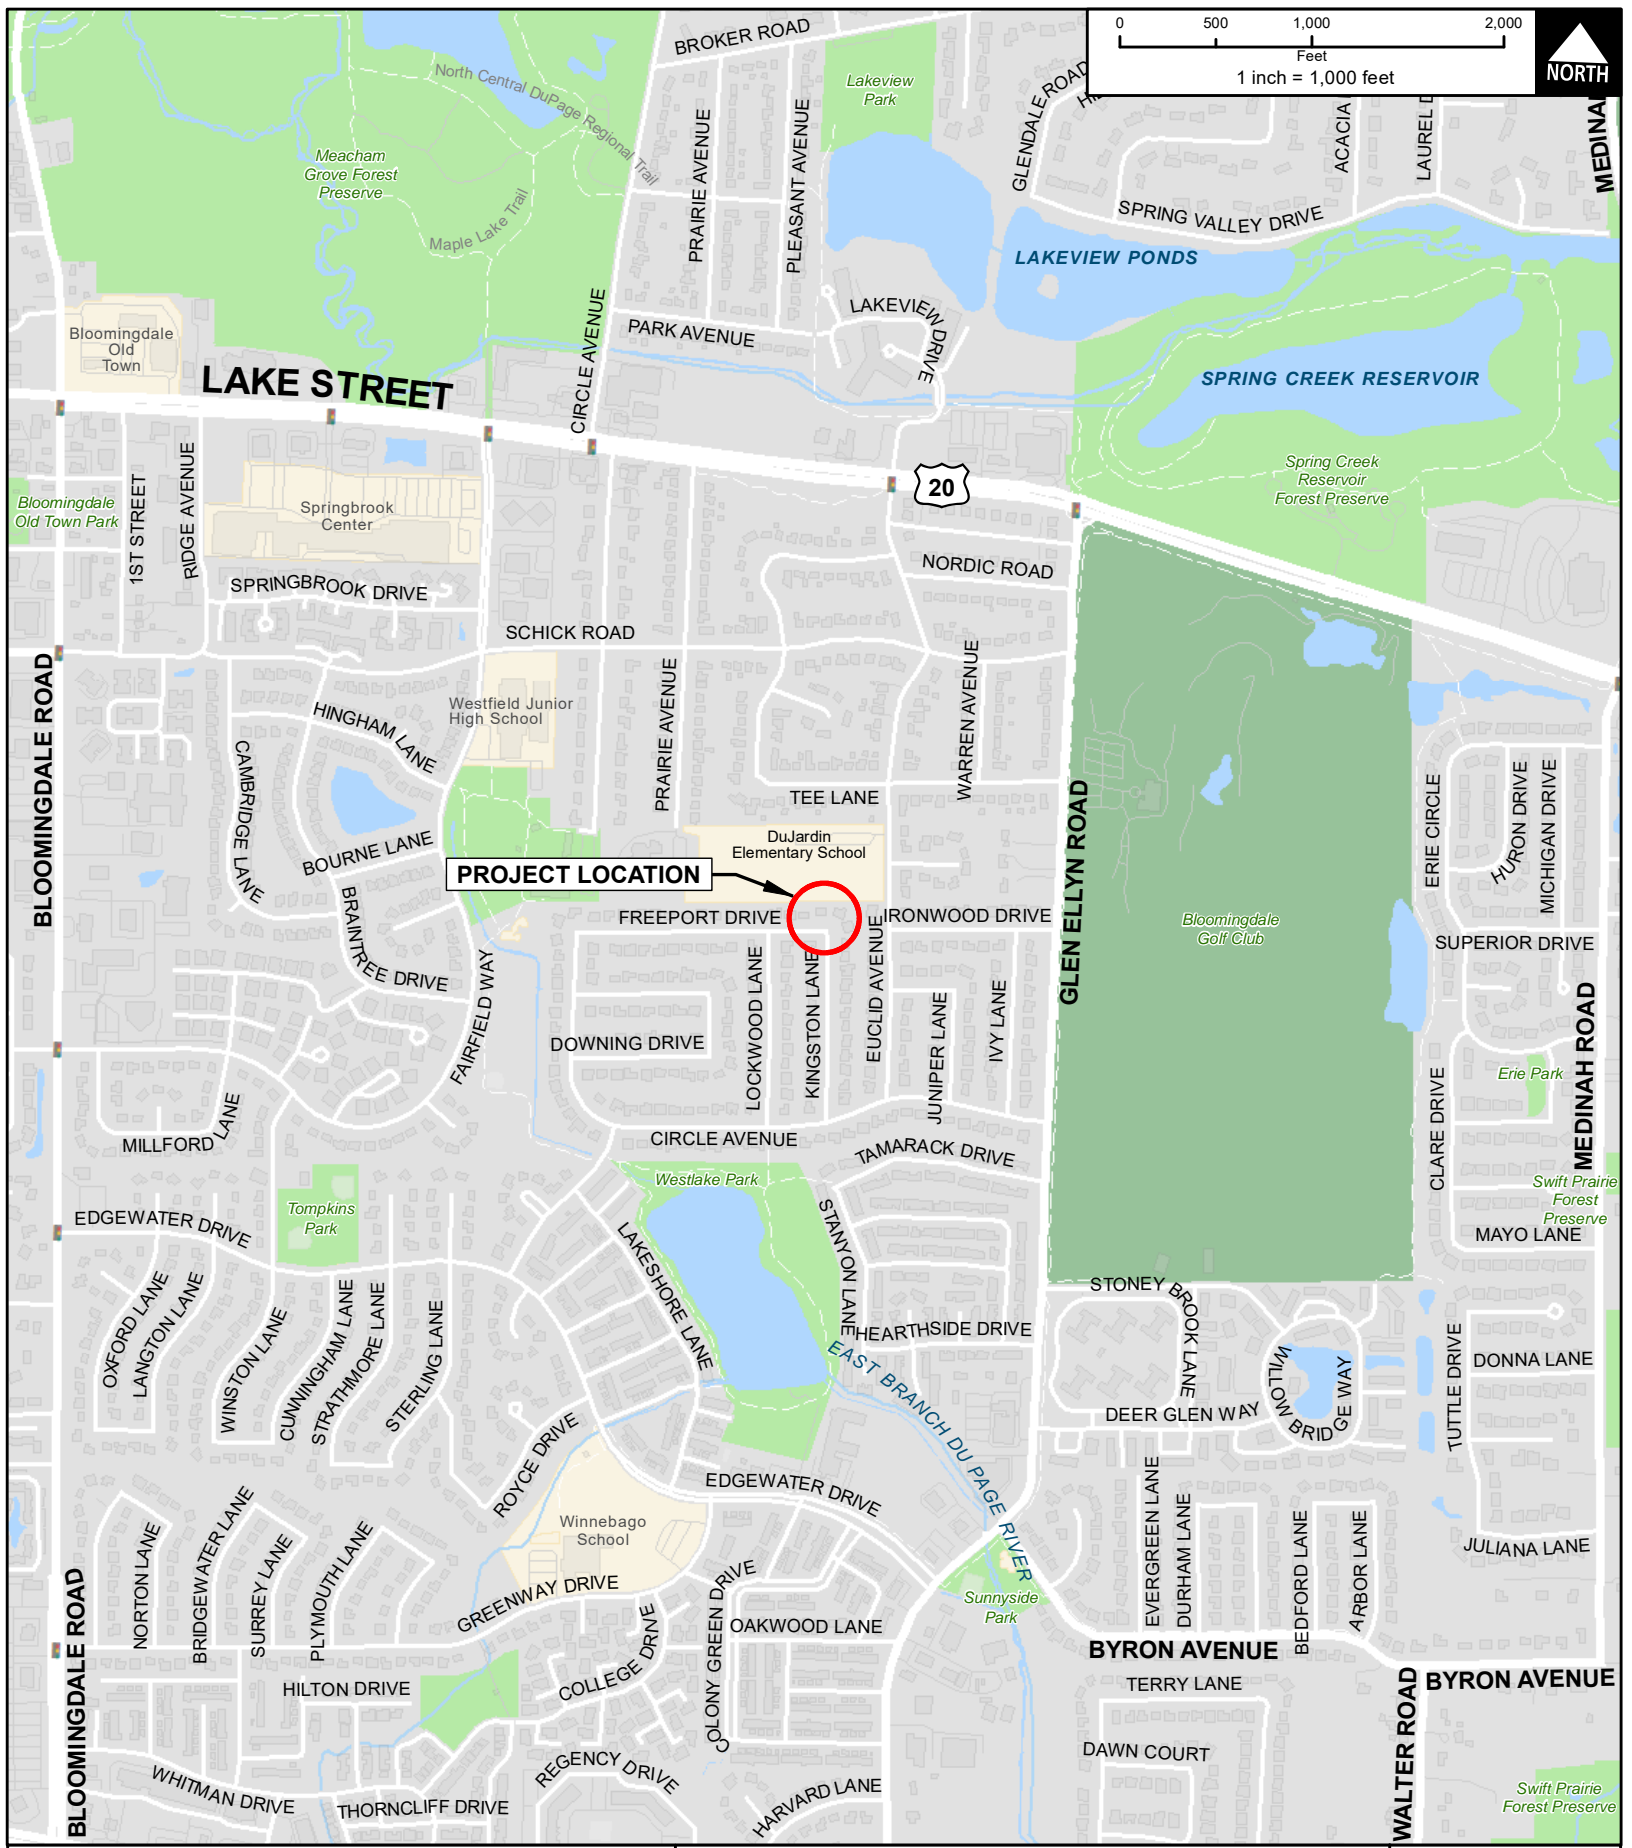 0 500 1,000 2,000
Feet
1 inch = 1,000 feet
NORTH
BROKER ROAD
Lakeview
Park
GLENDALE ROAD
North Central DuPage Regional Trail
PRAIRIE AVENUE
PLEASANT AVENUE
ACACIA
Meacham
Grove Forest
Preserve
Maple Lake Trail
SPRING VALLEY DRIVE
LAKEVIEW PONDS
LAKEVIEW DRIVE
PARK AVENUE
CIRCLE AVENUE
Bloomingdale
Old
Town
LAKE STREET
SPRING CREEK RESERVOIR
20
Spring Creek
Reservoir
Forest Preserve
Bloomingdale
Old Town Park
1ST STREET
RIDGE AVENUE
Springbrook
Center
SPRINGBROOK DRIVE
NORDIC ROAD
SCHICK ROAD
BLOOMINGDALE ROAD
Westfield Junior
High School
HINGHAM LANE
CAMBRIDGE LANE
PRAIRIE AVENUE
WARREN AVENUE
TEE LANE
GLEN ELLYN ROAD
ERIE CIRCLE
HURON DRIVE
MICHIGAN DRIVE
DuJardin
Elementary School
BOURNE LANE
PROJECT LOCATION
FREEPORT DRIVE
IRONWOOD DRIVE
Bloomingdale
Golf Club
SUPERIOR DRIVE
BRAINTREE DRIVE
FAIRFIELD WAY
LOCKWOOD LANE
KINGSTON LANE
EUCLID AVENUE
JUNIPER LANE
IVY LANE
DOWNING DRIVE
MEDINAH ROAD
Erie Park
MILLFORD LANE
CIRCLE AVENUE
TAMARACK DRIVE
CLARE DRIVE
Westlake Park
Swift Prairie
Forest
Preserve
Tompkins
Park
EDGEWATER DRIVE
MAYO LANE
STANYON LANE
LAKESHORE LANE
OXFORD LANE
LANGTON LANE
WINSTON LANE
CUNNINGHAM LANE
STRATHMORE LANE
STERLING LANE
STONEY BROOK LANE
HEARTHSIDE DRIVE
EAST BRANCH DU PAGE RIVER
WILLOW BRIDGE WAY
TUTTLE DRIVE
DONNA LANE
DEER GLEN WAY
ROYCE DRIVE
EDGEWATER DRIVE
Winnebago
School
EVERGREEN LANE
DURHAM LANE
BEDFORD LANE
ARBOR LANE
JULIANA LANE
NORTON LANE
BRIDGEWATER LANE
SURREY LANE
PLYMOUTH LANE
GREENWAY DRIVE
COLONY GREEN DRIVE
Sunnyside
Park
OAKWOOD LANE
BLOOMINGDALE ROAD
BYRON AVENUE
BYRON AVENUE
COLLEGE DRIVE
HILTON DRIVE
TERRY LANE
WALTER ROAD
DAWN COURT
REGENCY DRIVE
WHITMAN DRIVE
THORNCLIFF DRIVE
HARVARD LANE
Swift Prairie
Forest Preserve